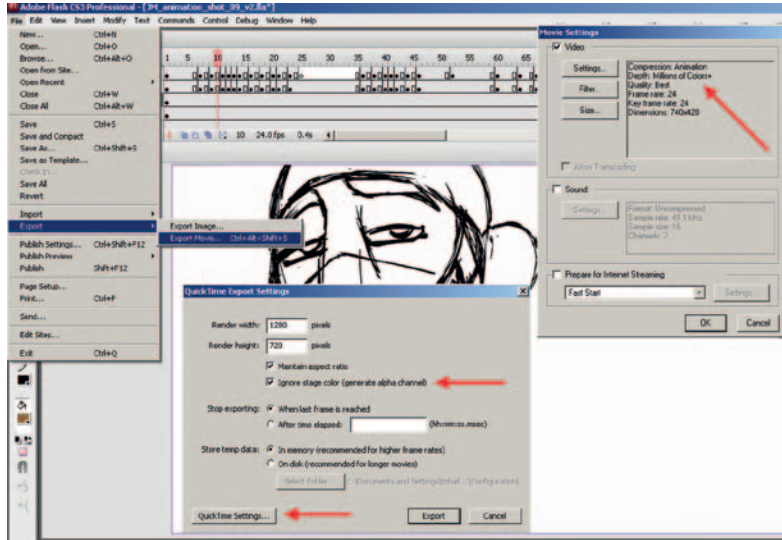 Adobe Flash CS3 Professional - [JM_animation_shot_09_v2.fla*]
File Edit View Insert Modify Text Commands Control Debug Window Help
New... Ctrl+N
Open... Ctrl+O
Browse... Ctrl+Alt+O
Open from Site...
Open Recent
Close Ctrl+W
Close All Ctrl+Alt+W
Save Ctrl+S
Save and Compact
Save As... Ctrl+Shift+S
Save as Template...
Check In...
Save All
Revert
Import
Export
Publish Settings... Ctrl+Shift+F12
Publish Preview
Publish Shift+F12
Page Setup...
Print... Ctrl+P
Send...
Edit Sites...
Exit Ctrl+Q
1 5 10 15 20 25 30 35 40 45 50 55 60 65
10 24.0 fps 0.4s
Export Image...
Export Movie... Ctrl+Alt+Shift+S
QuickTime Export Settings
Render width: 1280 pixels
Render height: 720 pixels
Maintain aspect ratio
Ignore stage color (generate alpha channel)
Stop exporting: When last frame is reached
After time elapsed: (hh:mm:ss.msec)
Store temp data: In memory (recommended for higher frame rates)
On disk (recommended for longer movies)
Select Folder...
QuickTime Settings... Export Cancel
Movie Settings
Video
Settings...
Filter...
Size...
Compression: Animation
Depth: Millions of Colors+
Quality: Best
Frame rate: 24
Key frame rate: 24
Dimensions: 740x420
Allow Transcoding
Sound
Settings...
Format: Uncompressed
Sample rate: 44.1 kHz
Sample size: 16
Channels: 2
Prepare for Internet Streaming
Fast Start Settings...
OK Cancel